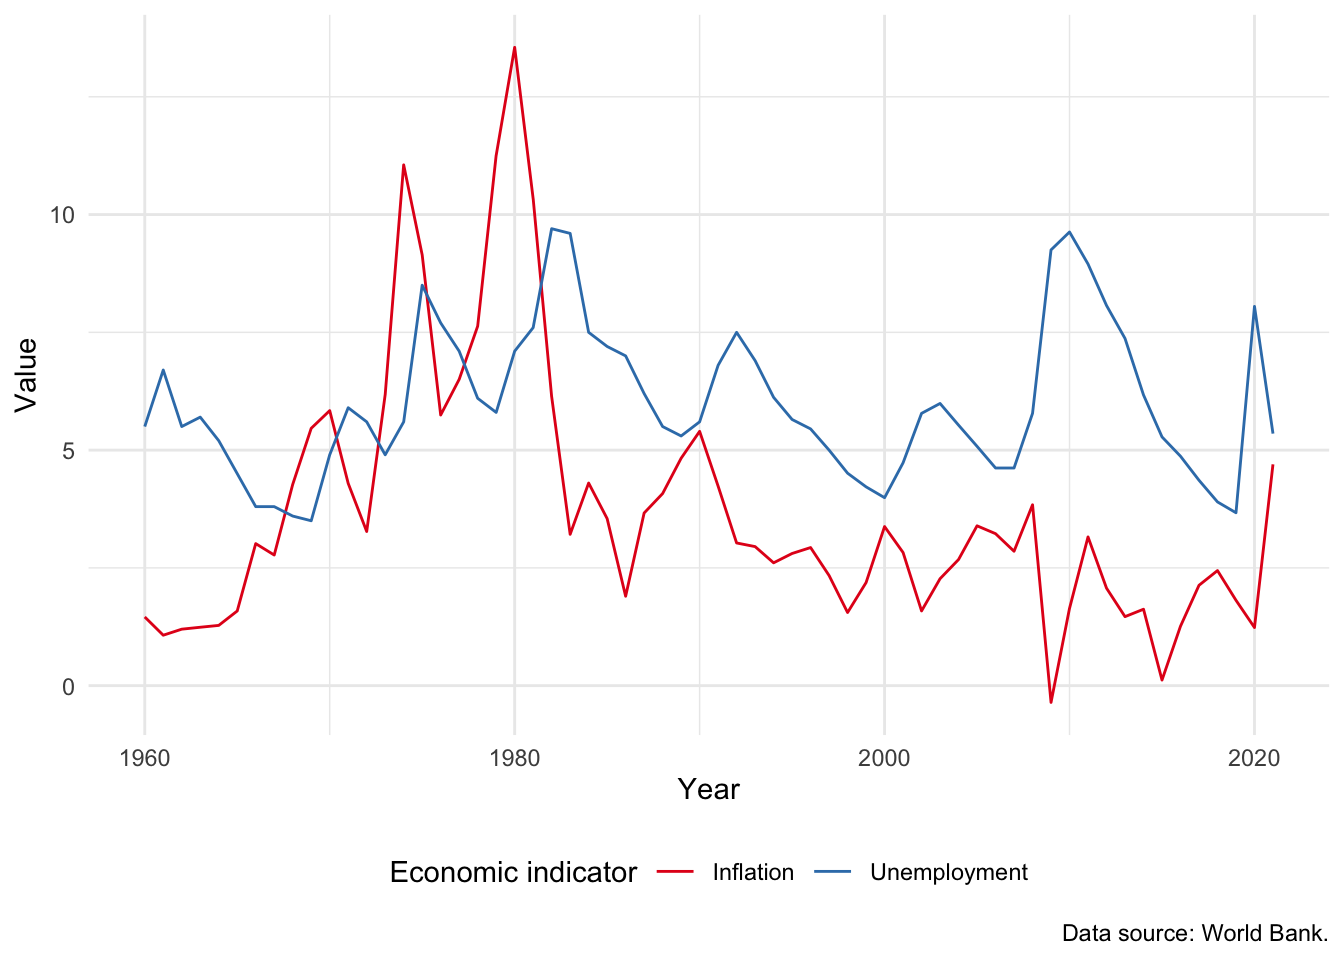 Value
10
5
0
1960 1980 2000 2020
Year
Economic indicator Inflation Unemployment
Data source: World Bank.